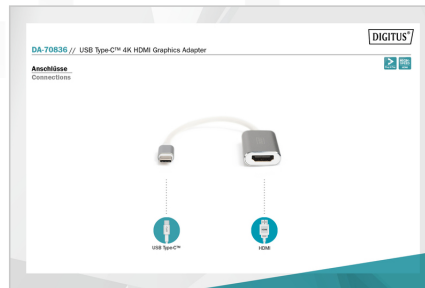 DIGITUS®
DA-70836 // USB Type-C™ 4K HDMI Graphics Adapter
Anschlüsse
Connections
USB Type-C™
HDMI